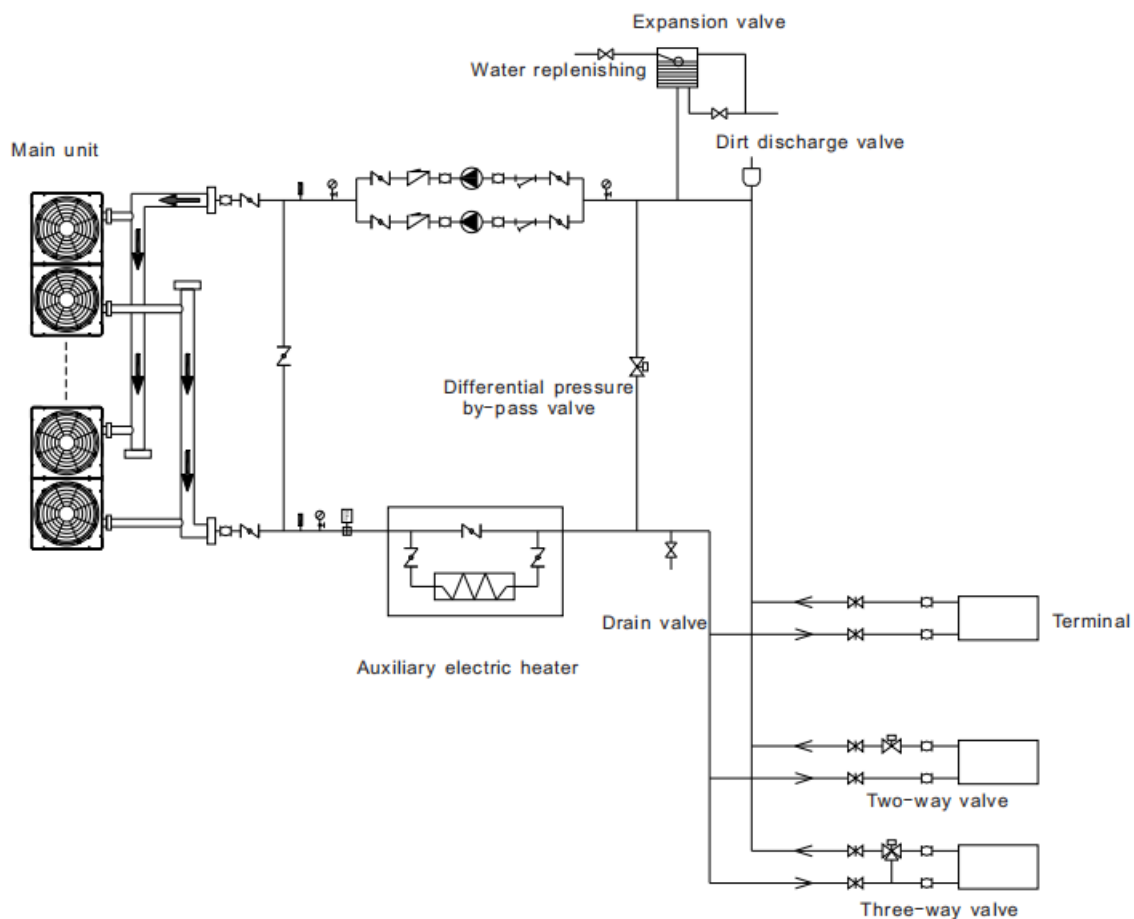 Expansion valve
Water replenishing
Dirt discharge valve
Main unit
Differential pressure
by-pass valve
Drain valve
Terminal
Auxiliary electric heater
Two-way valve
Three-way valve